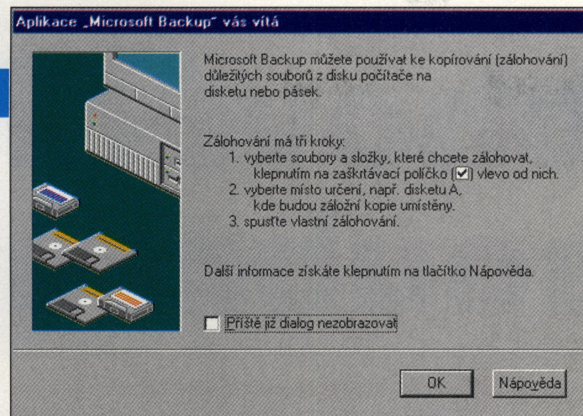 Aplikace „Microsoft Backup“ vás vítá
Microsoft Backup můžete používat ke kopírování (zálohování)
důležitých souborů z disku počítače na
disketu nebo pásek.
Zálohování má tři kroky:
1. vyberte soubory a složky, které chcete zálohovat,
klepnutím na zaškrtávací políčko (☑) vlevo od nich.
2. vyberte místo určení, např. disketu A,
kde budou záložní kopie umístěny.
3. spusťte vlastní zálohování.
Další informace získáte klepnutím na tlačítko Nápověda.
Příště již dialog nezobrazovat
OK
Nápověda